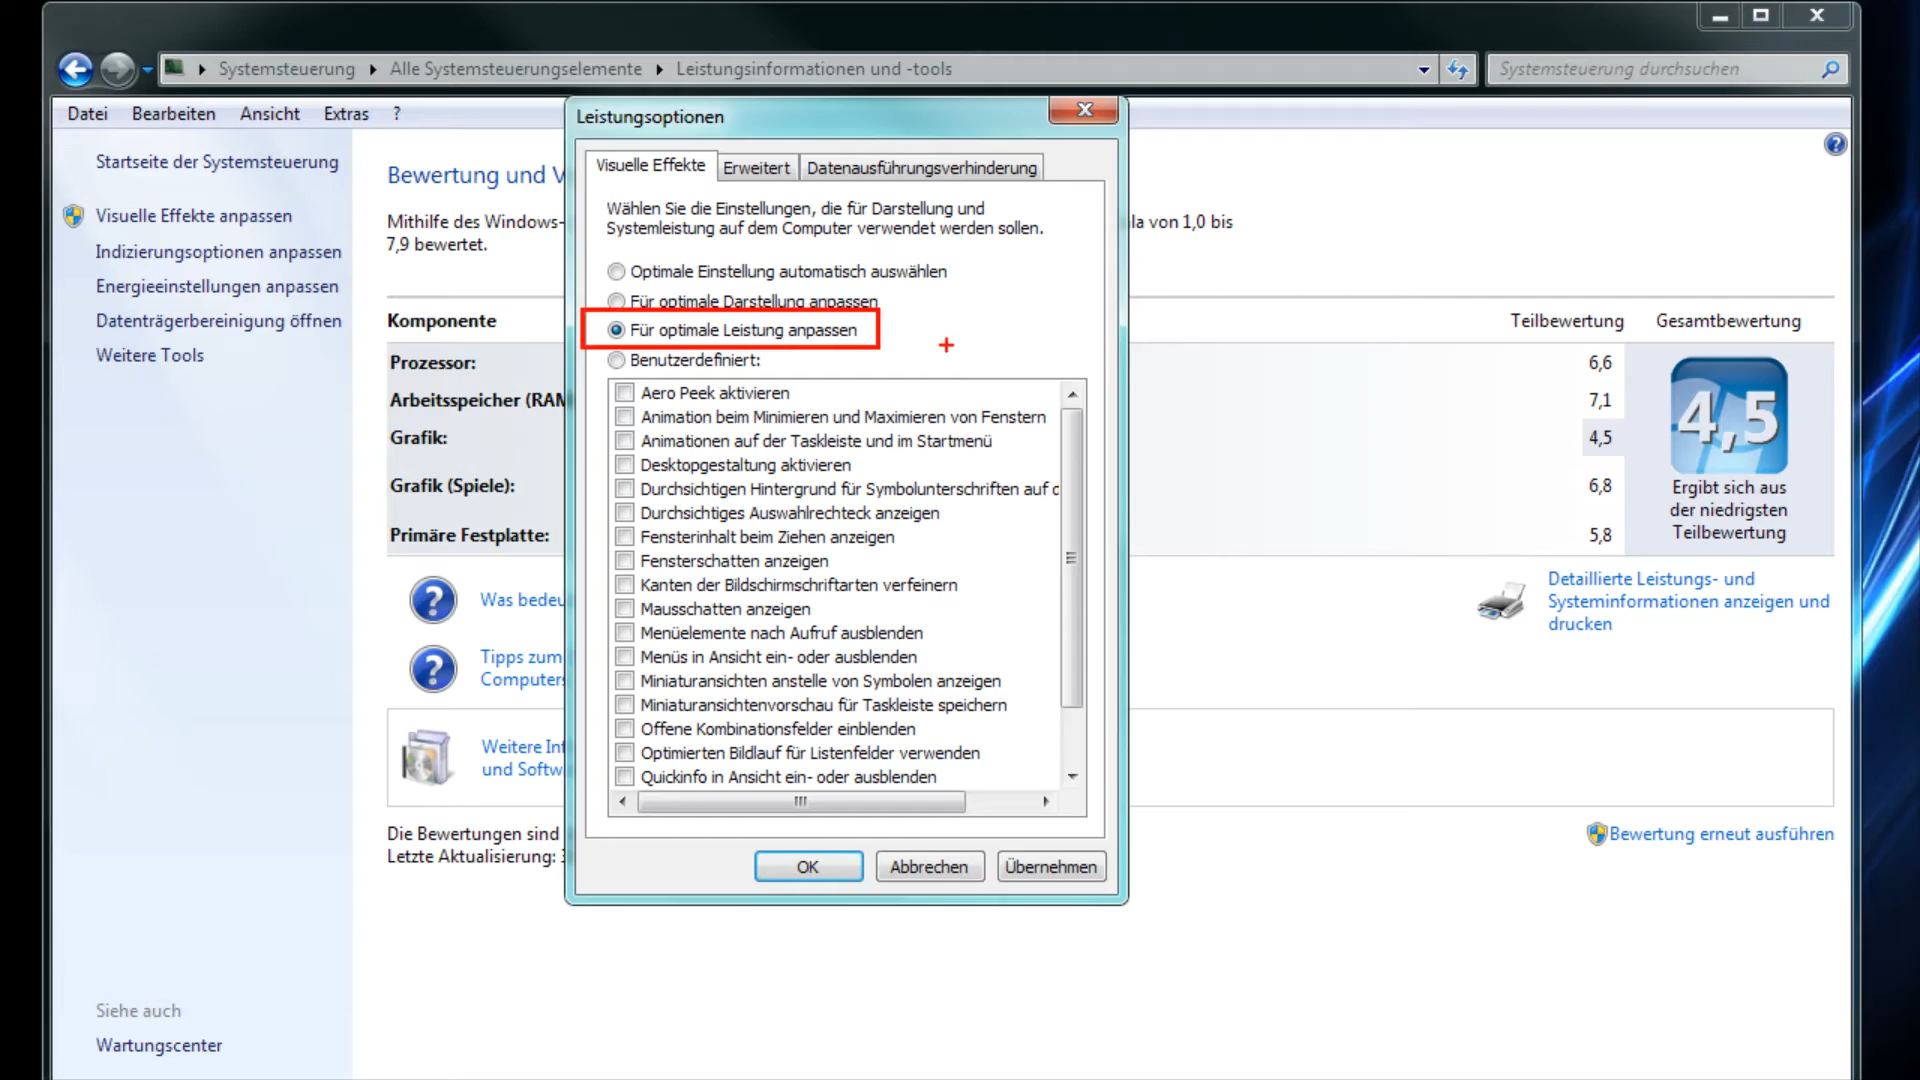 Systemsteuerung
Alle Systemsteuerungselemente
Leistungsinformationen und -tools
Systemsteuerung durchsuchen
Datei
Bearbeiten
Ansicht
Extras
?
Startseite der Systemsteuerung
Visuelle Effekte anpassen
Indizierungsoptionen anpassen
Energieeinstellungen anpassen
Datenträgerbereinigung öffnen
Weitere Tools
Siehe auch
Wartungscenter
Bewertung und V
Mithilfe des Windows-
la von 1,0 bis
7,9 bewertet.
Komponente
Teilbewertung
Gesamtbewertung
Prozessor:
6,6
Arbeitsspeicher (RAM
7,1
Grafik:
4,5
Grafik (Spiele):
6,8
Primäre Festplatte:
5,8
4,5
Ergibt sich aus
der niedrigsten
Teilbewertung
Was bedeu
Tipps zum
Computers
Detaillierte Leistungs- und
Systeminformationen anzeigen und
drucken
Weitere Inf
und Softw
Die Bewertungen sind
Letzte Aktualisierung:
Bewertung erneut ausführen
Leistungsoptionen
Visuelle Effekte
Erweitert
Datenausführungsverhinderung
Wählen Sie die Einstellungen, die für Darstellung und
Systemleistung auf dem Computer verwendet werden sollen.
Optimale Einstellung automatisch auswählen
Für optimale Darstellung anpassen
Für optimale Leistung anpassen
Benutzerdefiniert:
Aero Peek aktivieren
Animation beim Minimieren und Maximieren von Fenstern
Animationen auf der Taskleiste und im Startmenü
Desktopgestaltung aktivieren
Durchsichtigen Hintergrund für Symbolunterschriften auf d
Durchsichtiges Auswahlrechteck anzeigen
Fensterinhalt beim Ziehen anzeigen
Fensterschatten anzeigen
Kanten der Bildschirmschriftarten verfeinern
Mausschatten anzeigen
Menüelemente nach Aufruf ausblenden
Menüs in Ansicht ein- oder ausblenden
Miniaturansichten anstelle von Symbolen anzeigen
Miniaturansichtenvorschau für Taskleiste speichern
Offene Kombinationsfelder einblenden
Optimierten Bildlauf für Listenfelder verwenden
Quickinfo in Ansicht ein- oder ausblenden
OK
Abbrechen
Übernehmen